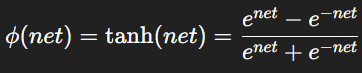 ϕ(net) = tanh(net) = (e^{net} − e^{−net}) / (e^{net} + e^{−net})